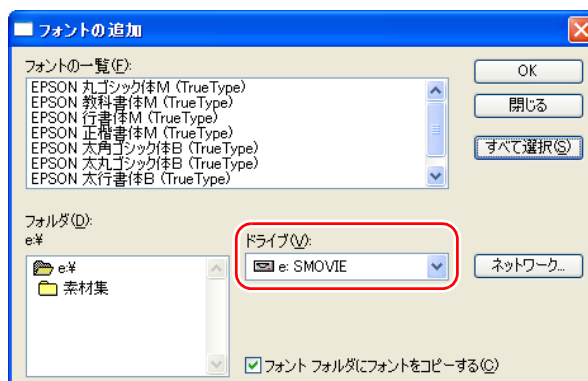 フォントの追加
フォントの一覧(F):
EPSON 丸ゴシック体M (TrueType)
EPSON 教科書体M (TrueType)
EPSON 行書体M (TrueType)
EPSON 正楷書体M (TrueType)
EPSON 太角ゴシック体B (TrueType)
EPSON 太丸ゴシック体B (TrueType)
EPSON 太行書体B (TrueType)
OK
閉じる
すべて選択(S)
フォルダ(D):
e:¥
e:¥
素材集
ドライブ(V):
e: SMOVIE
ネットワーク...
フォント フォルダにフォントをコピーする(C)